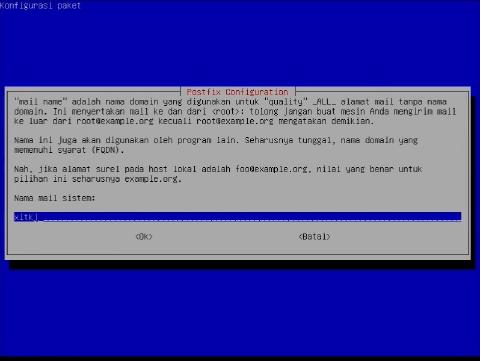 Konfigurasi paket
Postfix Configuration
"mail name" adalah nama domain yang digunakan untuk "quality" _ALL_ alamat mail tanpa nama
domain. Ini menyertakan mail ke dan dari <root>: tolong jangan buat mesin Anda mengirim mail
ke luar dari root@example.org kecuali root@example.org mengatakan demikian.
Nama ini juga akan digunakan oleh program lain. Seharusnya tunggal, nama domain yang
memenuhi syarat (FQDN).
Nah, jika alamat surel pada host lokal adalah foo@example.org, nilai yang benar untuk
pilihan ini seharusnya example.org.
Nama mail sistem:
xitkj
<Ok> <Batal>